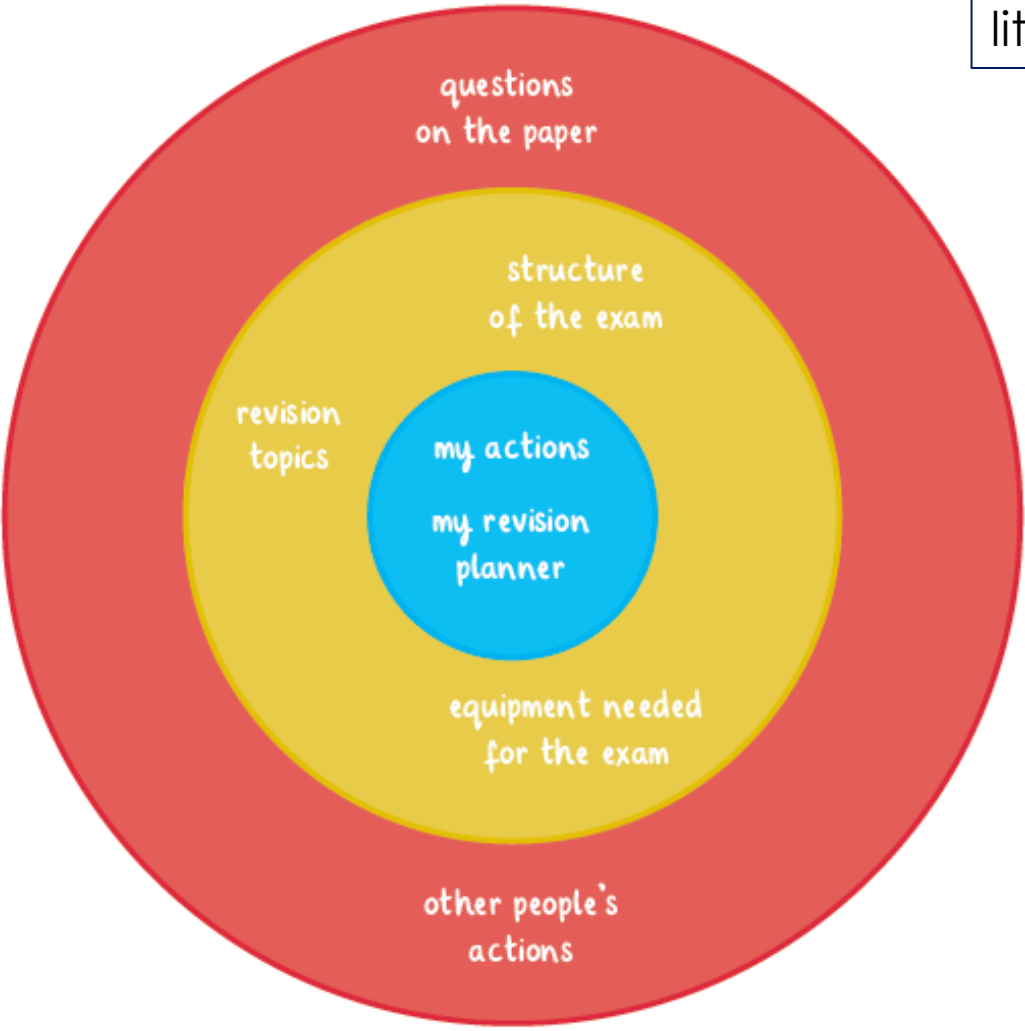 lit
questions
on the paper
structure
of the exam
revision
topics
my actions
my revision
planner
equipment needed
for the exam
other people's
actions